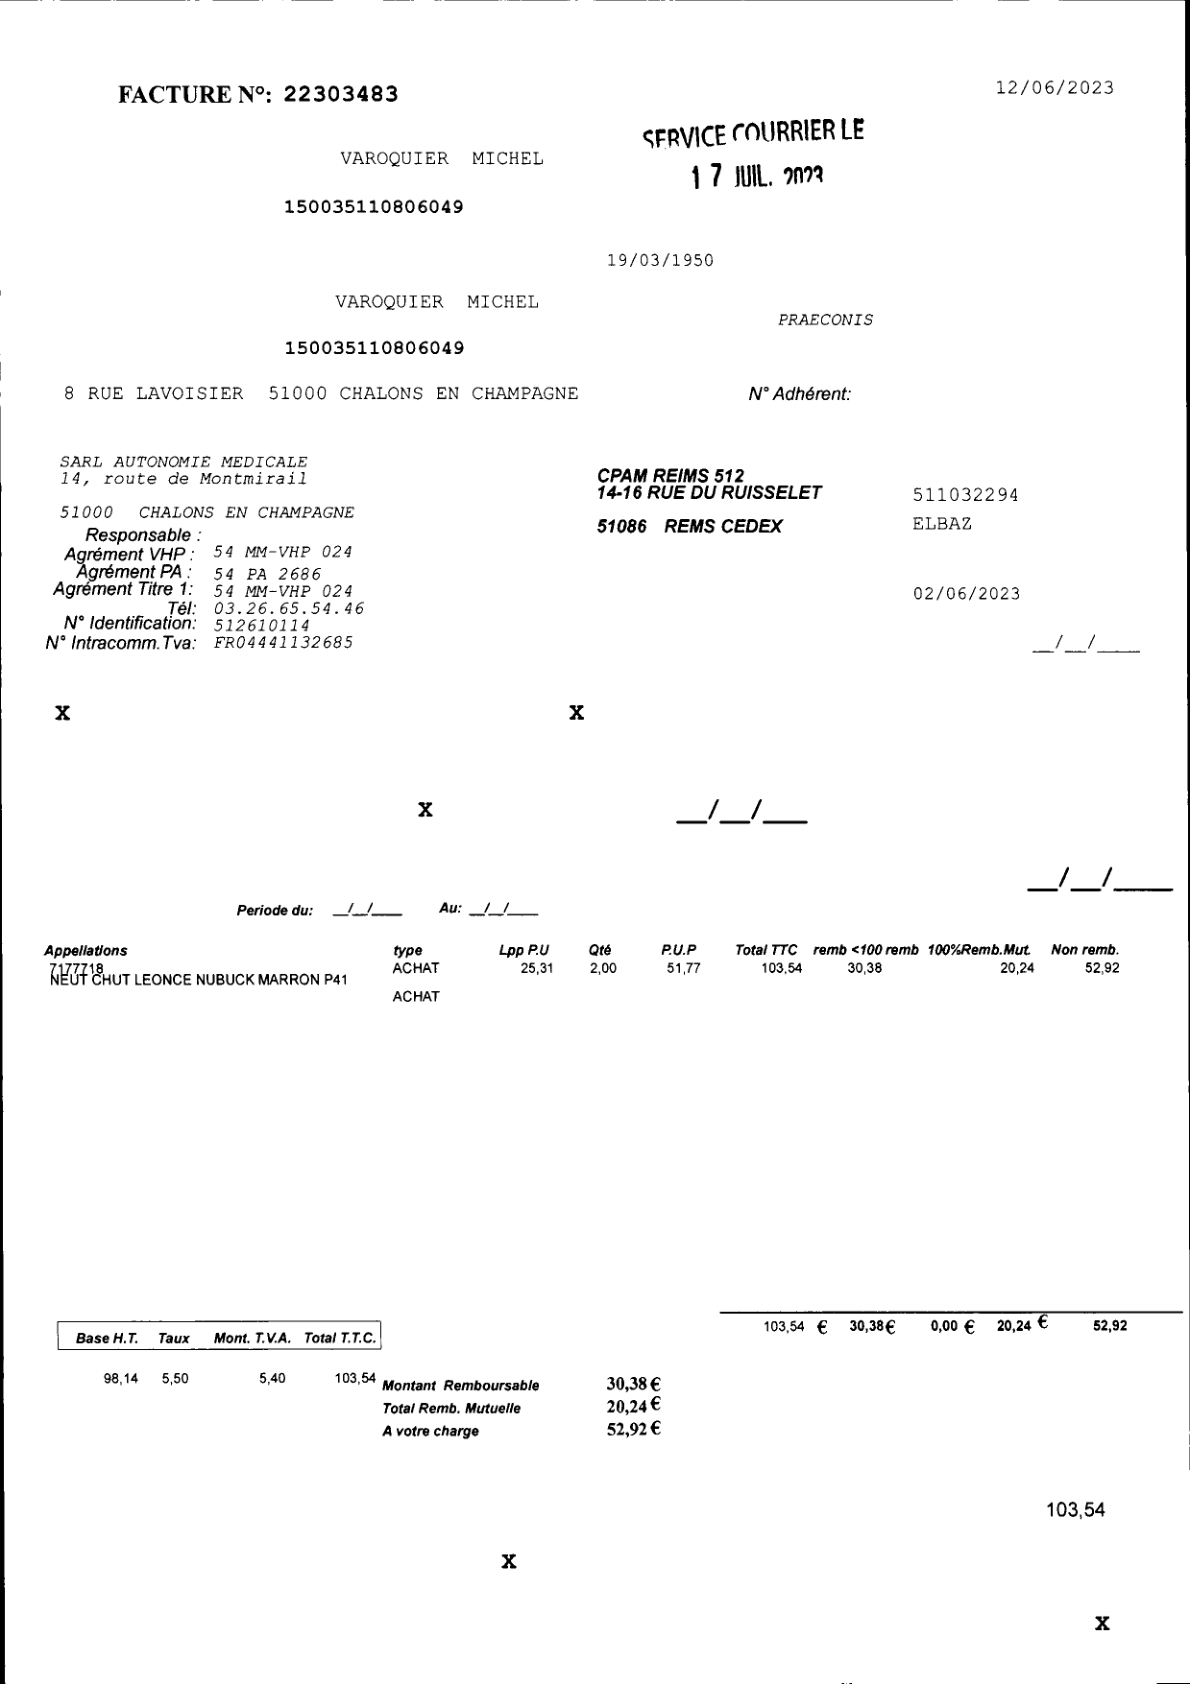 FACTURE N°: 22303483
12/06/2023
SERVICE COURRIER LE
17 JUIL. 2023
VAROQUIER MICHEL
150035110806049
19/03/1950
VAROQUIER MICHEL
PRAECONIS
150035110806049
8 RUE LAVOISIER 51000 CHALONS EN CHAMPAGNE
N° Adhérent:
SARL AUTONOMIE MEDICALE
14, route de Montmirail
51000 CHALONS EN CHAMPAGNE
CPAM REIMS 512
14-16 RUE DU RUISSELET
51086 REMS CEDEX
511032294
ELBAZ
02/06/2023
Responsable :
Agrément VHP : 54 MM-VHP 024
Agrément PA : 54 PA 2686
Agrément Titre 1: 54 MM-VHP 024
Tél: 03.26.65.54.46
N° Identification: 512610114
N° Intracomm.Tva: FR04441132685
__/__/____
X X
X __/__/____
__/__/____
Periode du: __/__/____ Au: __/__/____
Appellations type Lpp P.U Qté P.U.P Total TTC remb <100 remb 100%Remb.Mut. Non remb.
7177718 ACHAT 25,31 2,00 51,77 103,54 30,38 20,24 52,92
NEUT CHUT LEONCE NUBUCK MARRON P41
ACHAT
103,54 € 30,38€ 0,00 € 20,24 € 52,92
Base H.T. Taux Mont. T.V.A. Total T.T.C.
98,14 5,50 5,40 103,54
Montant Remboursable 30,38 €
Total Remb. Mutuelle 20,24 €
A votre charge 52,92 €
103,54
X
X